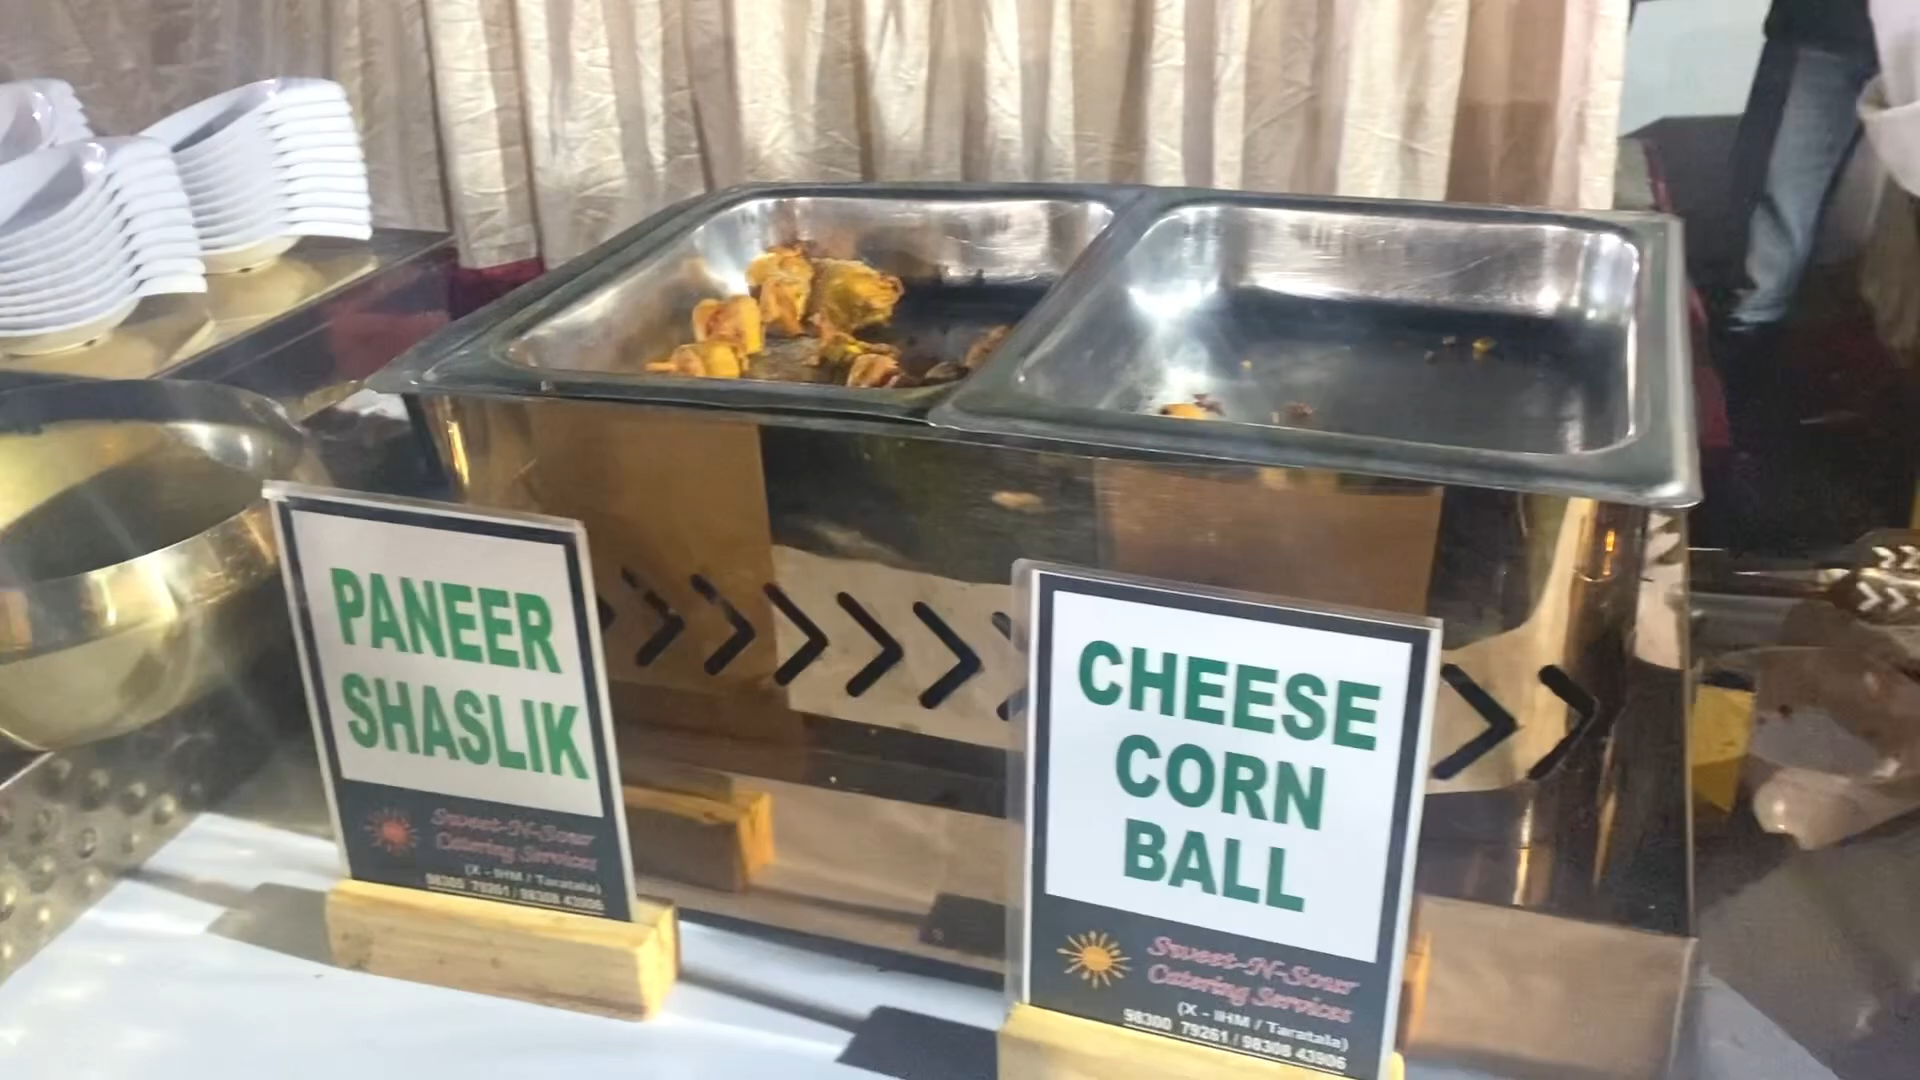 PANEER
SHASLIK
Sweet-N-Sour
Catering Services
(X - IHM / Taratala)
98300 79261 / 98308 43906
CHEESE
CORN
BALL
Sweet-N-Sour
Catering Services
(X - IHM / Taratala)
98300 79261 / 98308 43906